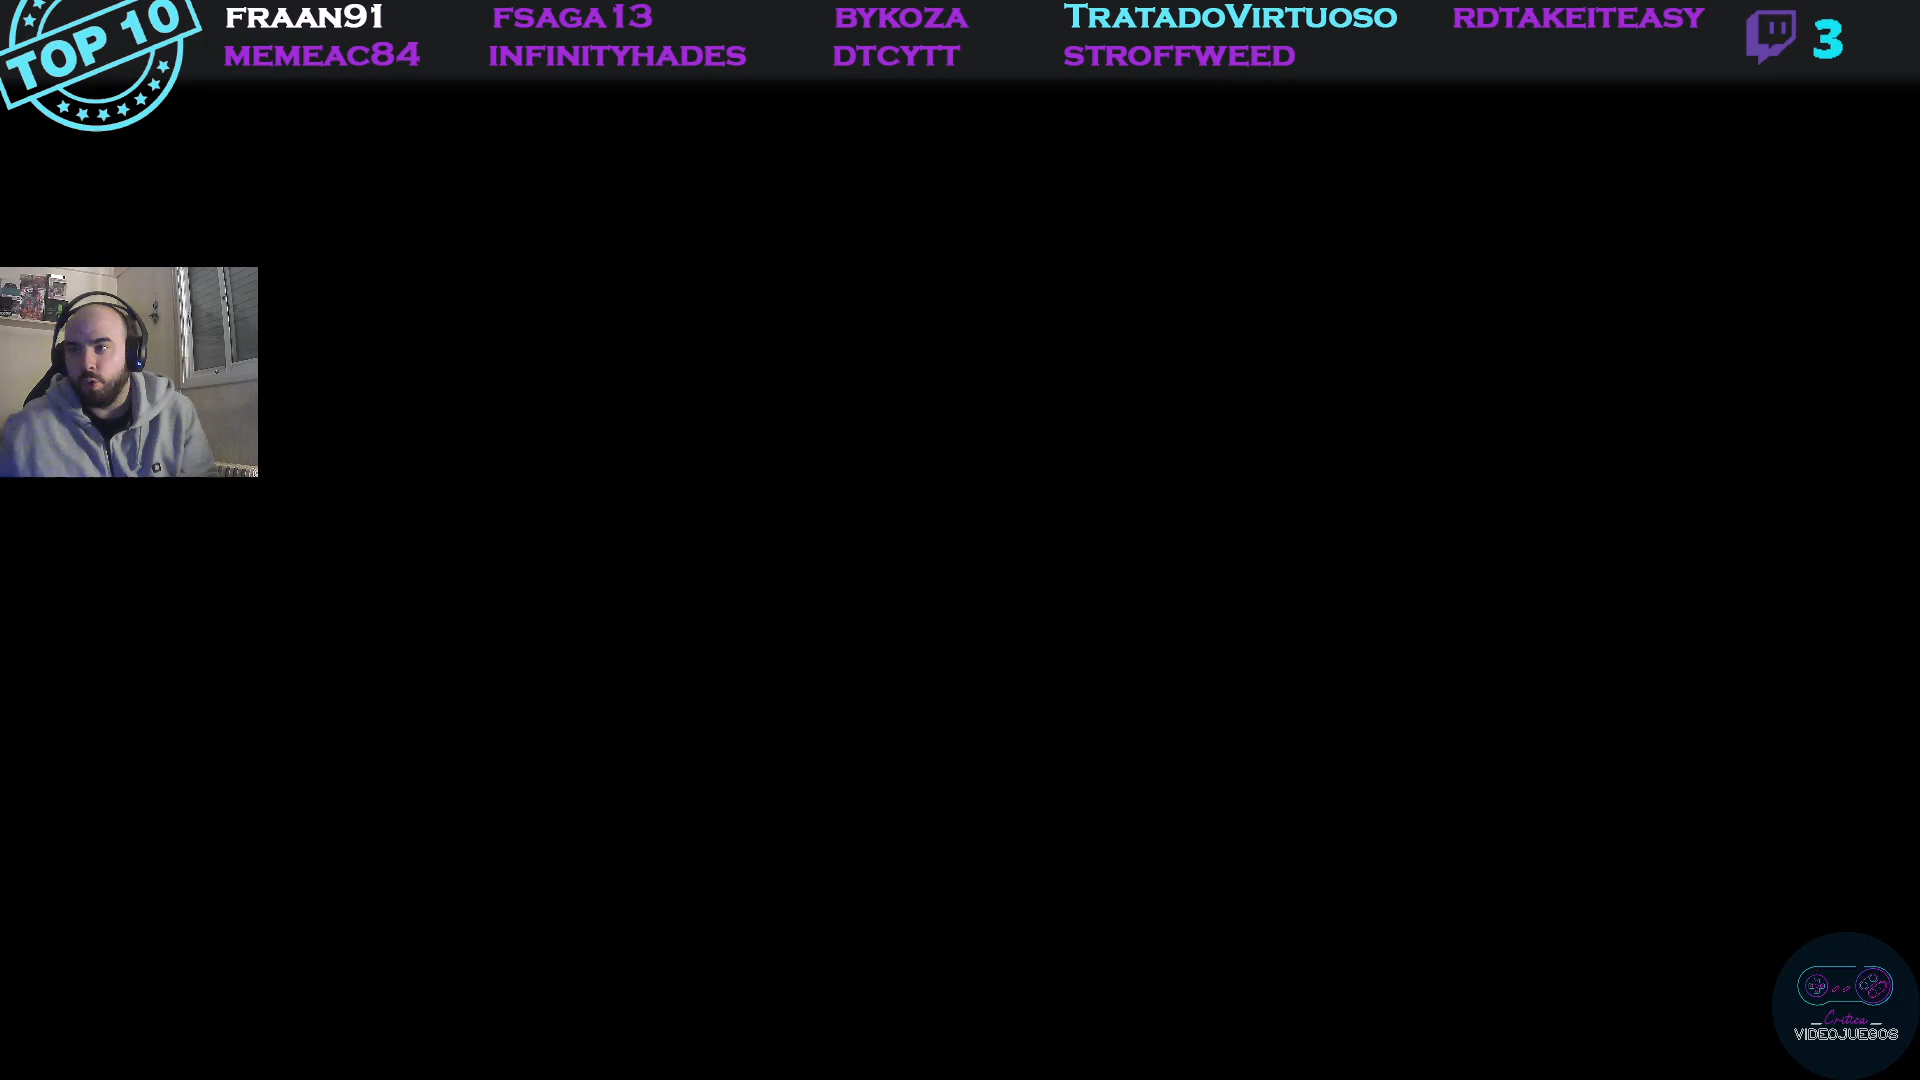 TOP 10
FRAAN91 FSAGA13 BYKOZA TRATADOVIRTUOSO RDTAKEITEASY
MEMEAC84 INFINITYHADES DTCYTT STROFFWEED
3
Crítica
VIDEOJUEGOS